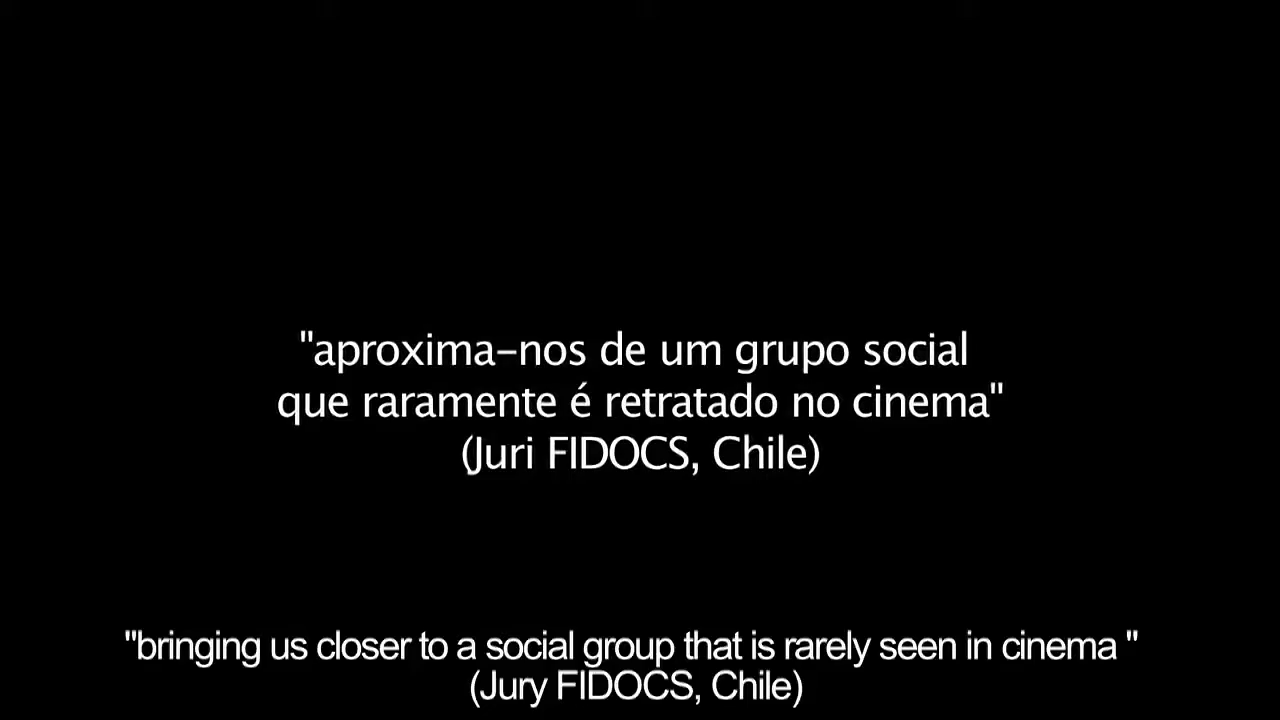 "aproxima-nos de um grupo social
que raramente é retratado no cinema"
(Juri FIDOCS, Chile)
"bringing us closer to a social group that is rarely seen in cinema "
(Jury FIDOCS, Chile)